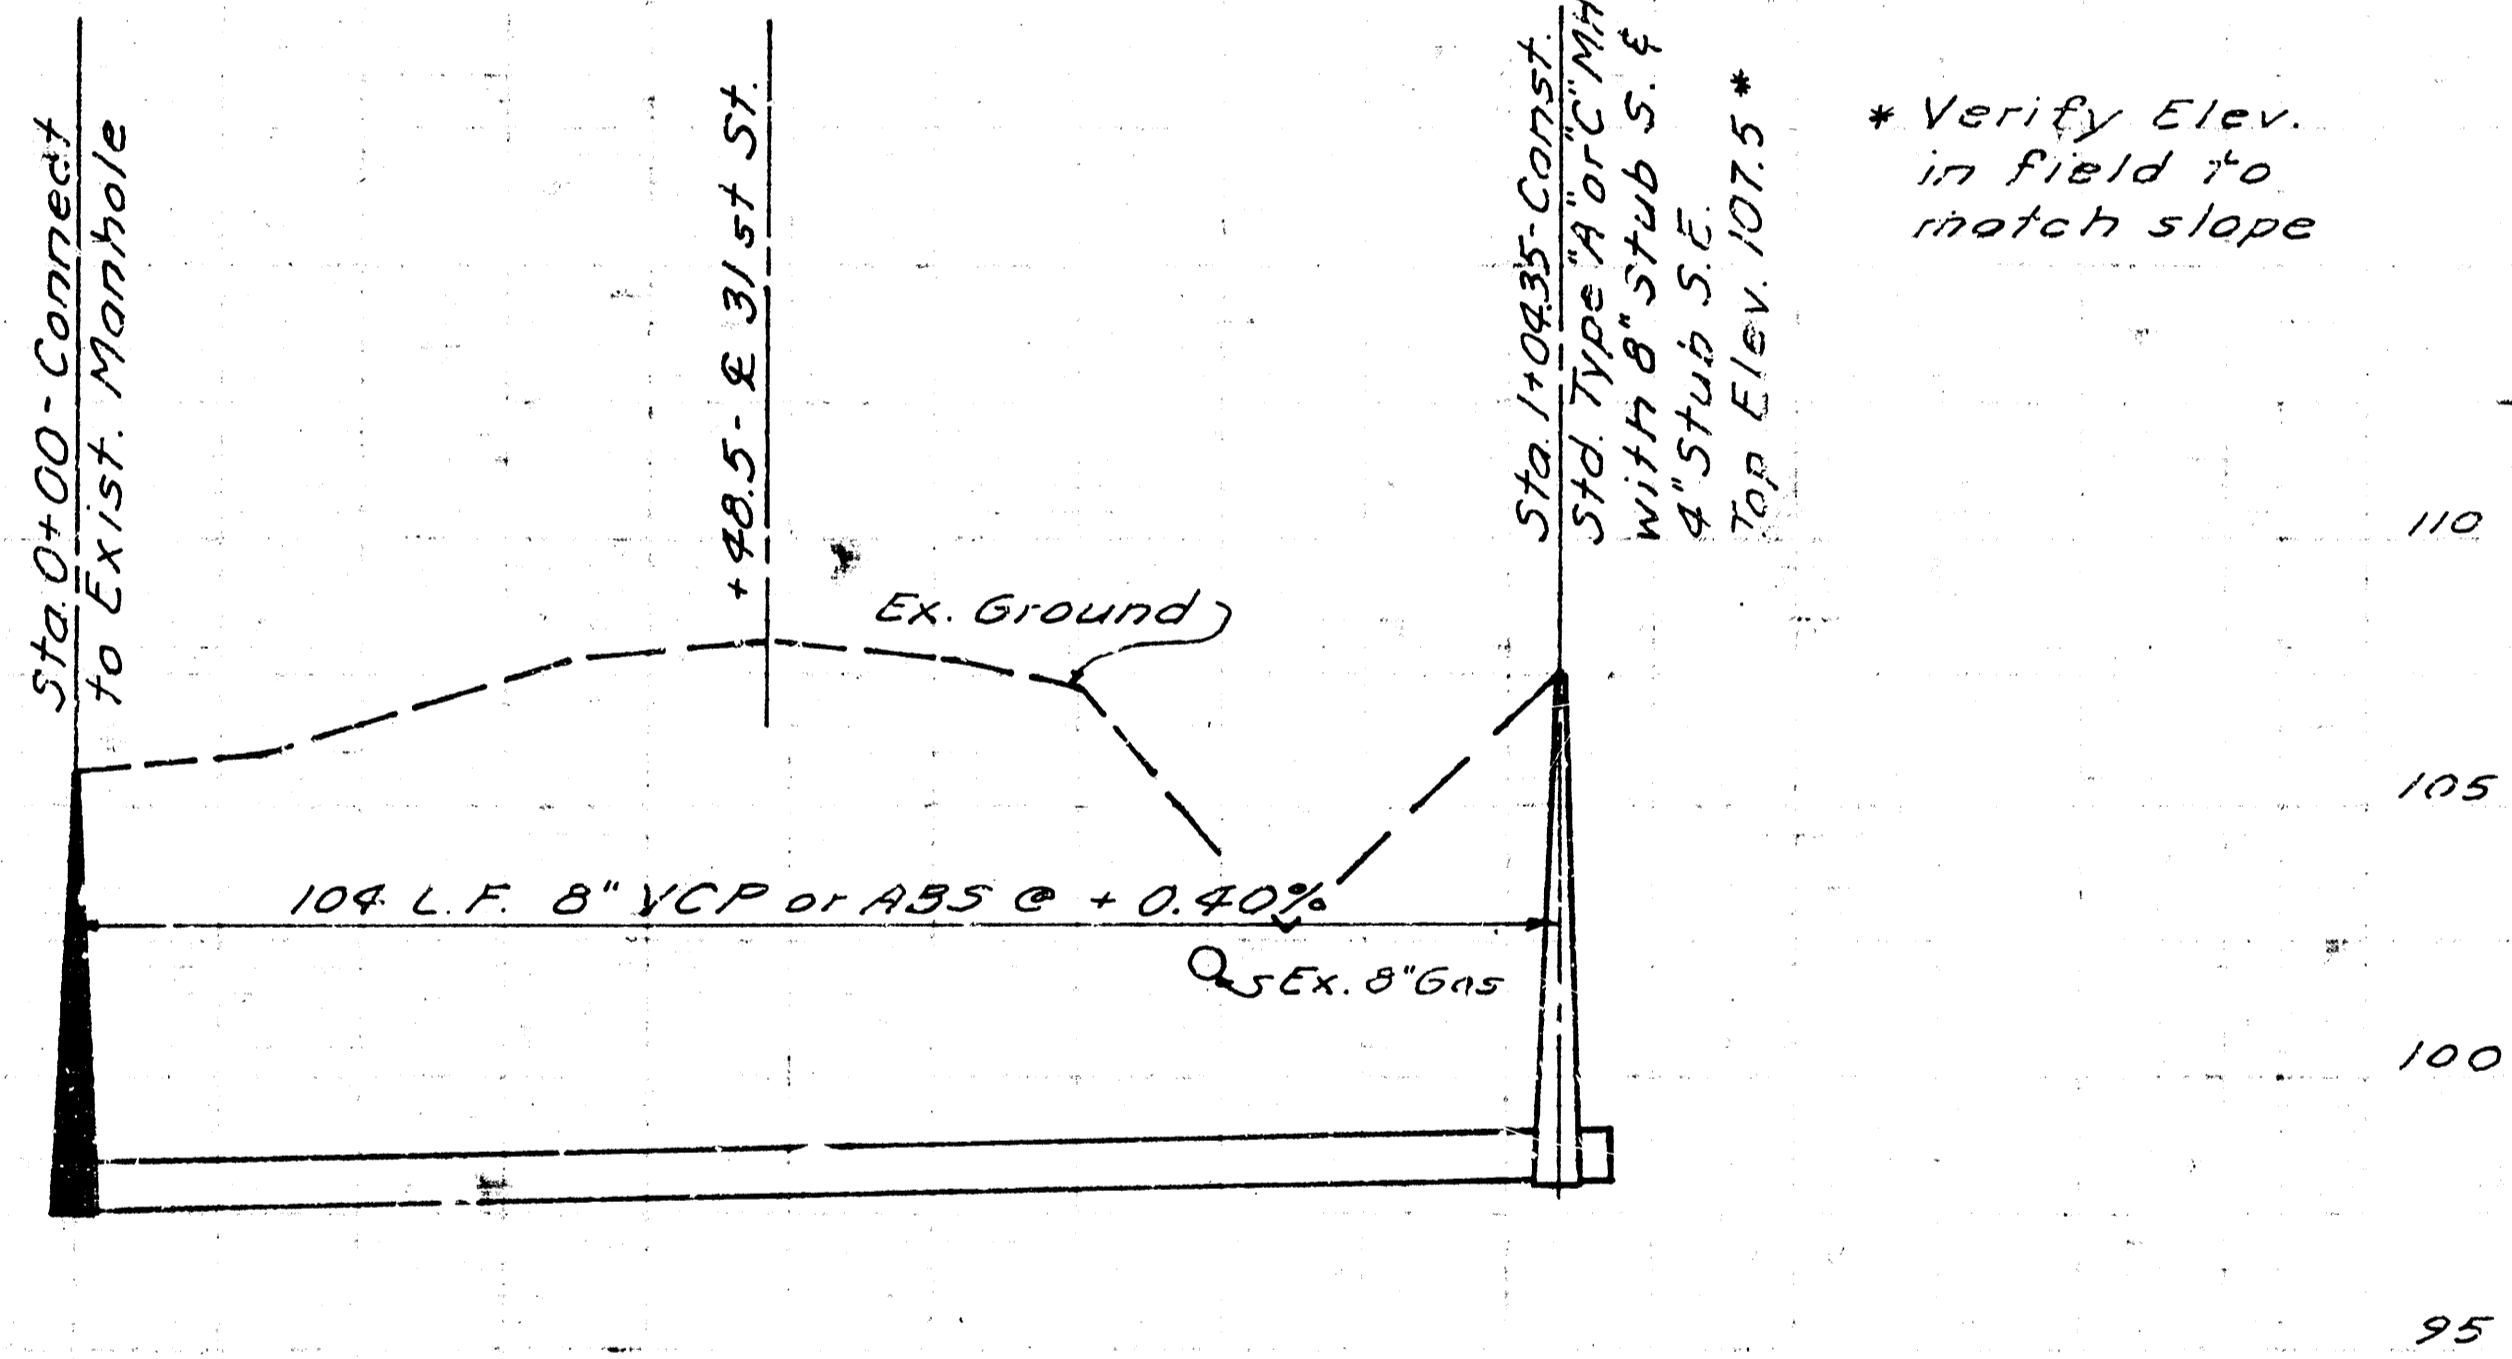 Sta. 0+00 - Connect
to Exist. Manhole
+48.5 - ℄ 31st St.
Sta. 1+04.35 - Const.
Std. Type "A" or "C" MH
with 8" Stub S. &
4" Stub S.E.
Top Elev. 107.5 *
* Verify Elev.
in field to
match slope
110
Ex. Ground
105
104 L.F. 8" VCP or ABS @ + 0.40%
Ex. 8" Gas
100
95